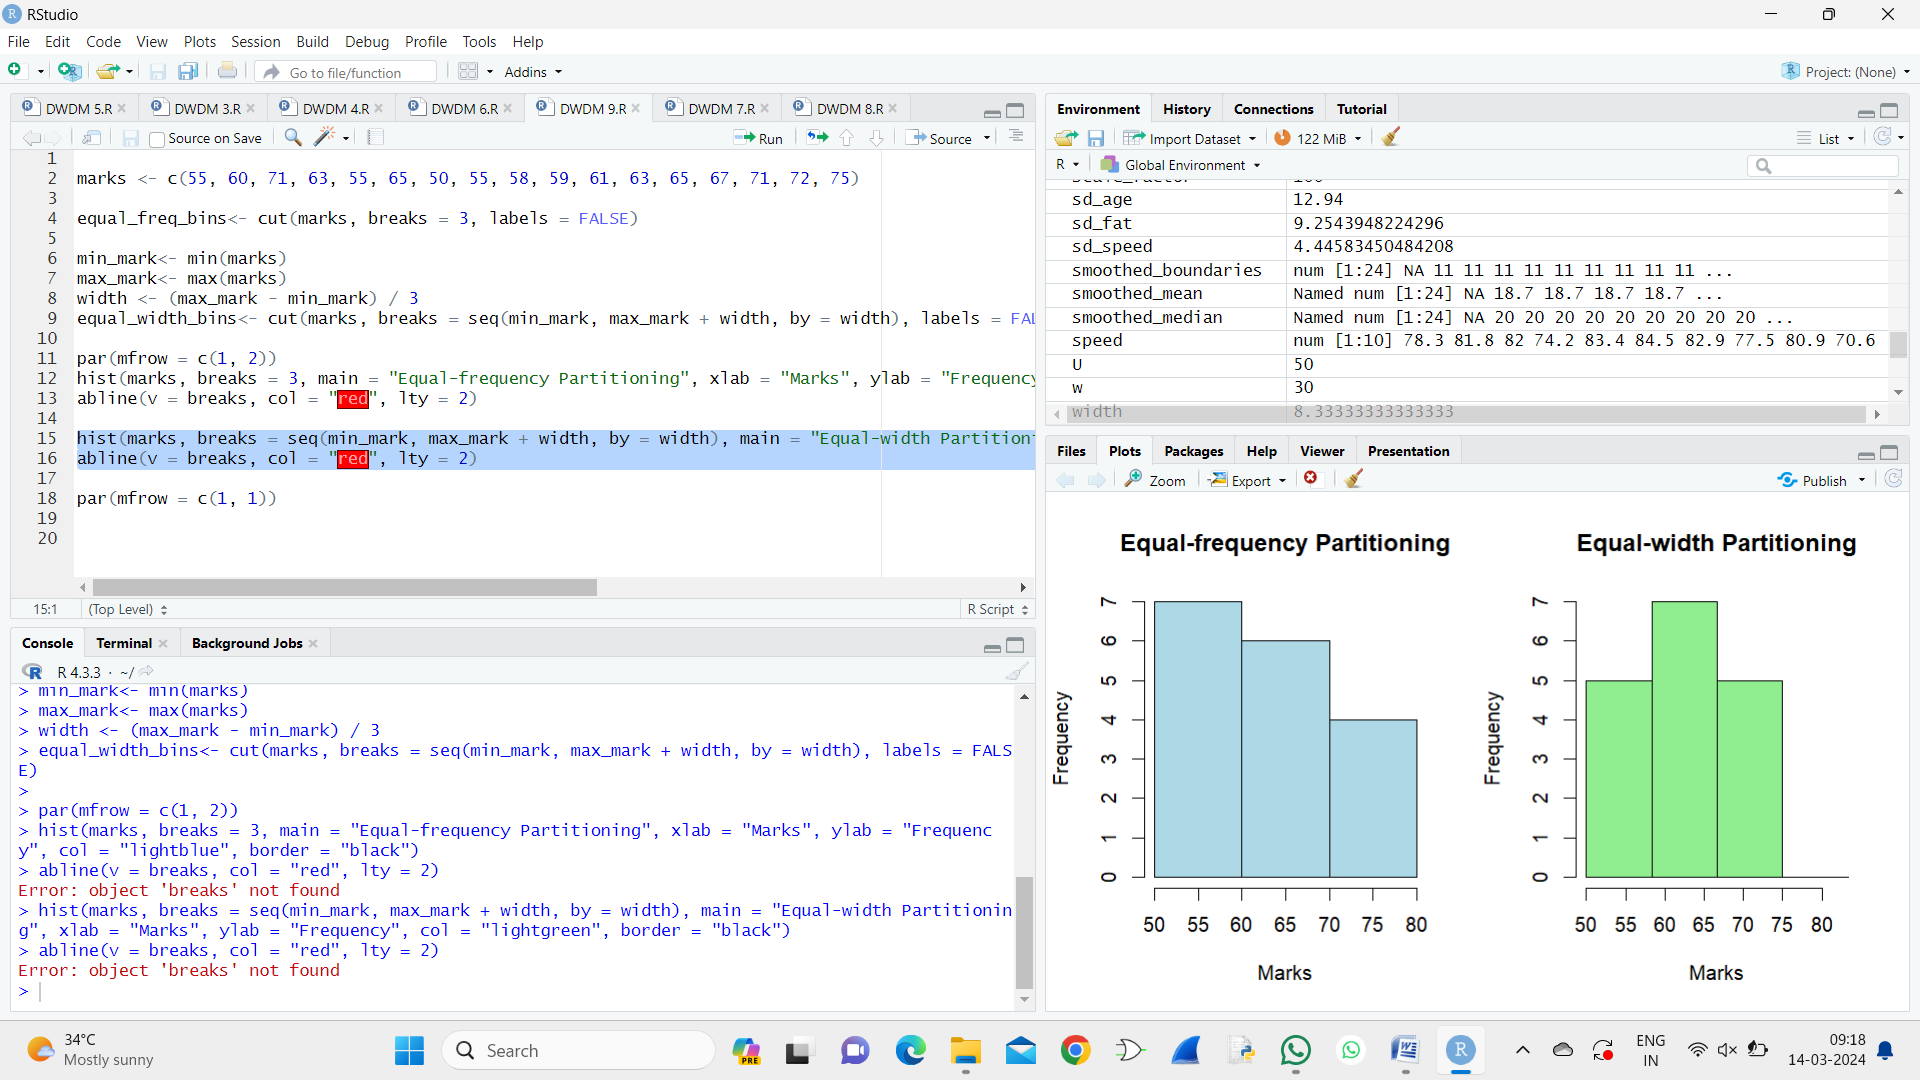 RStudio
File Edit Code View Plots Session Build Debug Profile Tools Help
Go to file/function Addins Project: (None)
DWDM 5.R DWDM 3.R DWDM 4.R DWDM 6.R DWDM 9.R DWDM 7.R DWDM 8.R
Source on Save Run Source
1
2 marks <- c(55, 60, 71, 63, 55, 65, 50, 55, 58, 59, 61, 63, 65, 67, 71, 72, 75)
3
4 equal_freq_bins<- cut(marks, breaks = 3, labels = FALSE)
5
6 min_mark<- min(marks)
7 max_mark<- max(marks)
8 width <- (max_mark - min_mark) / 3
9 equal_width_bins<- cut(marks, breaks = seq(min_mark, max_mark + width, by = width), labels = FAL
10
11 par(mfrow = c(1, 2))
12 hist(marks, breaks = 3, main = "Equal-frequency Partitioning", xlab = "Marks", ylab = "Frequency
13 abline(v = breaks, col = "red", lty = 2)
14
15 hist(marks, breaks = seq(min_mark, max_mark + width, by = width), main = "Equal-width Partition
16 abline(v = breaks, col = "red", lty = 2)
17
18 par(mfrow = c(1, 1))
19
20
15:1 (Top Level) R Script
Console Terminal Background Jobs
R 4.3.3 · ~/
> min_mark<- min(marks)
> max_mark<- max(marks)
> width <- (max_mark - min_mark) / 3
> equal_width_bins<- cut(marks, breaks = seq(min_mark, max_mark + width, by = width), labels = FALS
E)
>
> par(mfrow = c(1, 2))
> hist(marks, breaks = 3, main = "Equal-frequency Partitioning", xlab = "Marks", ylab = "Frequenc
y", col = "lightblue", border = "black")
> abline(v = breaks, col = "red", lty = 2)
Error: object 'breaks' not found
> hist(marks, breaks = seq(min_mark, max_mark + width, by = width), main = "Equal-width Partitionin
g", xlab = "Marks", ylab = "Frequency", col = "lightgreen", border = "black")
> abline(v = breaks, col = "red", lty = 2)
Error: object 'breaks' not found
>
Environment History Connections Tutorial
Import Dataset 122 MiB List
R Global Environment
sd_age 12.94
sd_fat 9.2543948224296
sd_speed 4.44583450484208
smoothed_boundaries num [1:24] NA 11 11 11 11 11 11 11 11 11 ...
smoothed_mean Named num [1:24] NA 18.7 18.7 18.7 18.7 ...
smoothed_median Named num [1:24] NA 20 20 20 20 20 20 20 20 20 ...
speed num [1:10] 78.3 81.8 82 74.2 83.4 84.5 82.9 77.5 80.9 70.6
U 50
w 30
width 8.33333333333333
Files Plots Packages Help Viewer Presentation
Zoom Export Publish
Equal-frequency Partitioning
Frequency
0 1 2 3 4 5 6 7
50 55 60 65 70 75 80
Marks
Equal-width Partitioning
Frequency
0 1 2 3 4 5 6 7
50 55 60 65 70 75 80
Marks
34°C
Mostly sunny
Search
PRE
ENG
IN
09:18
14-03-2024